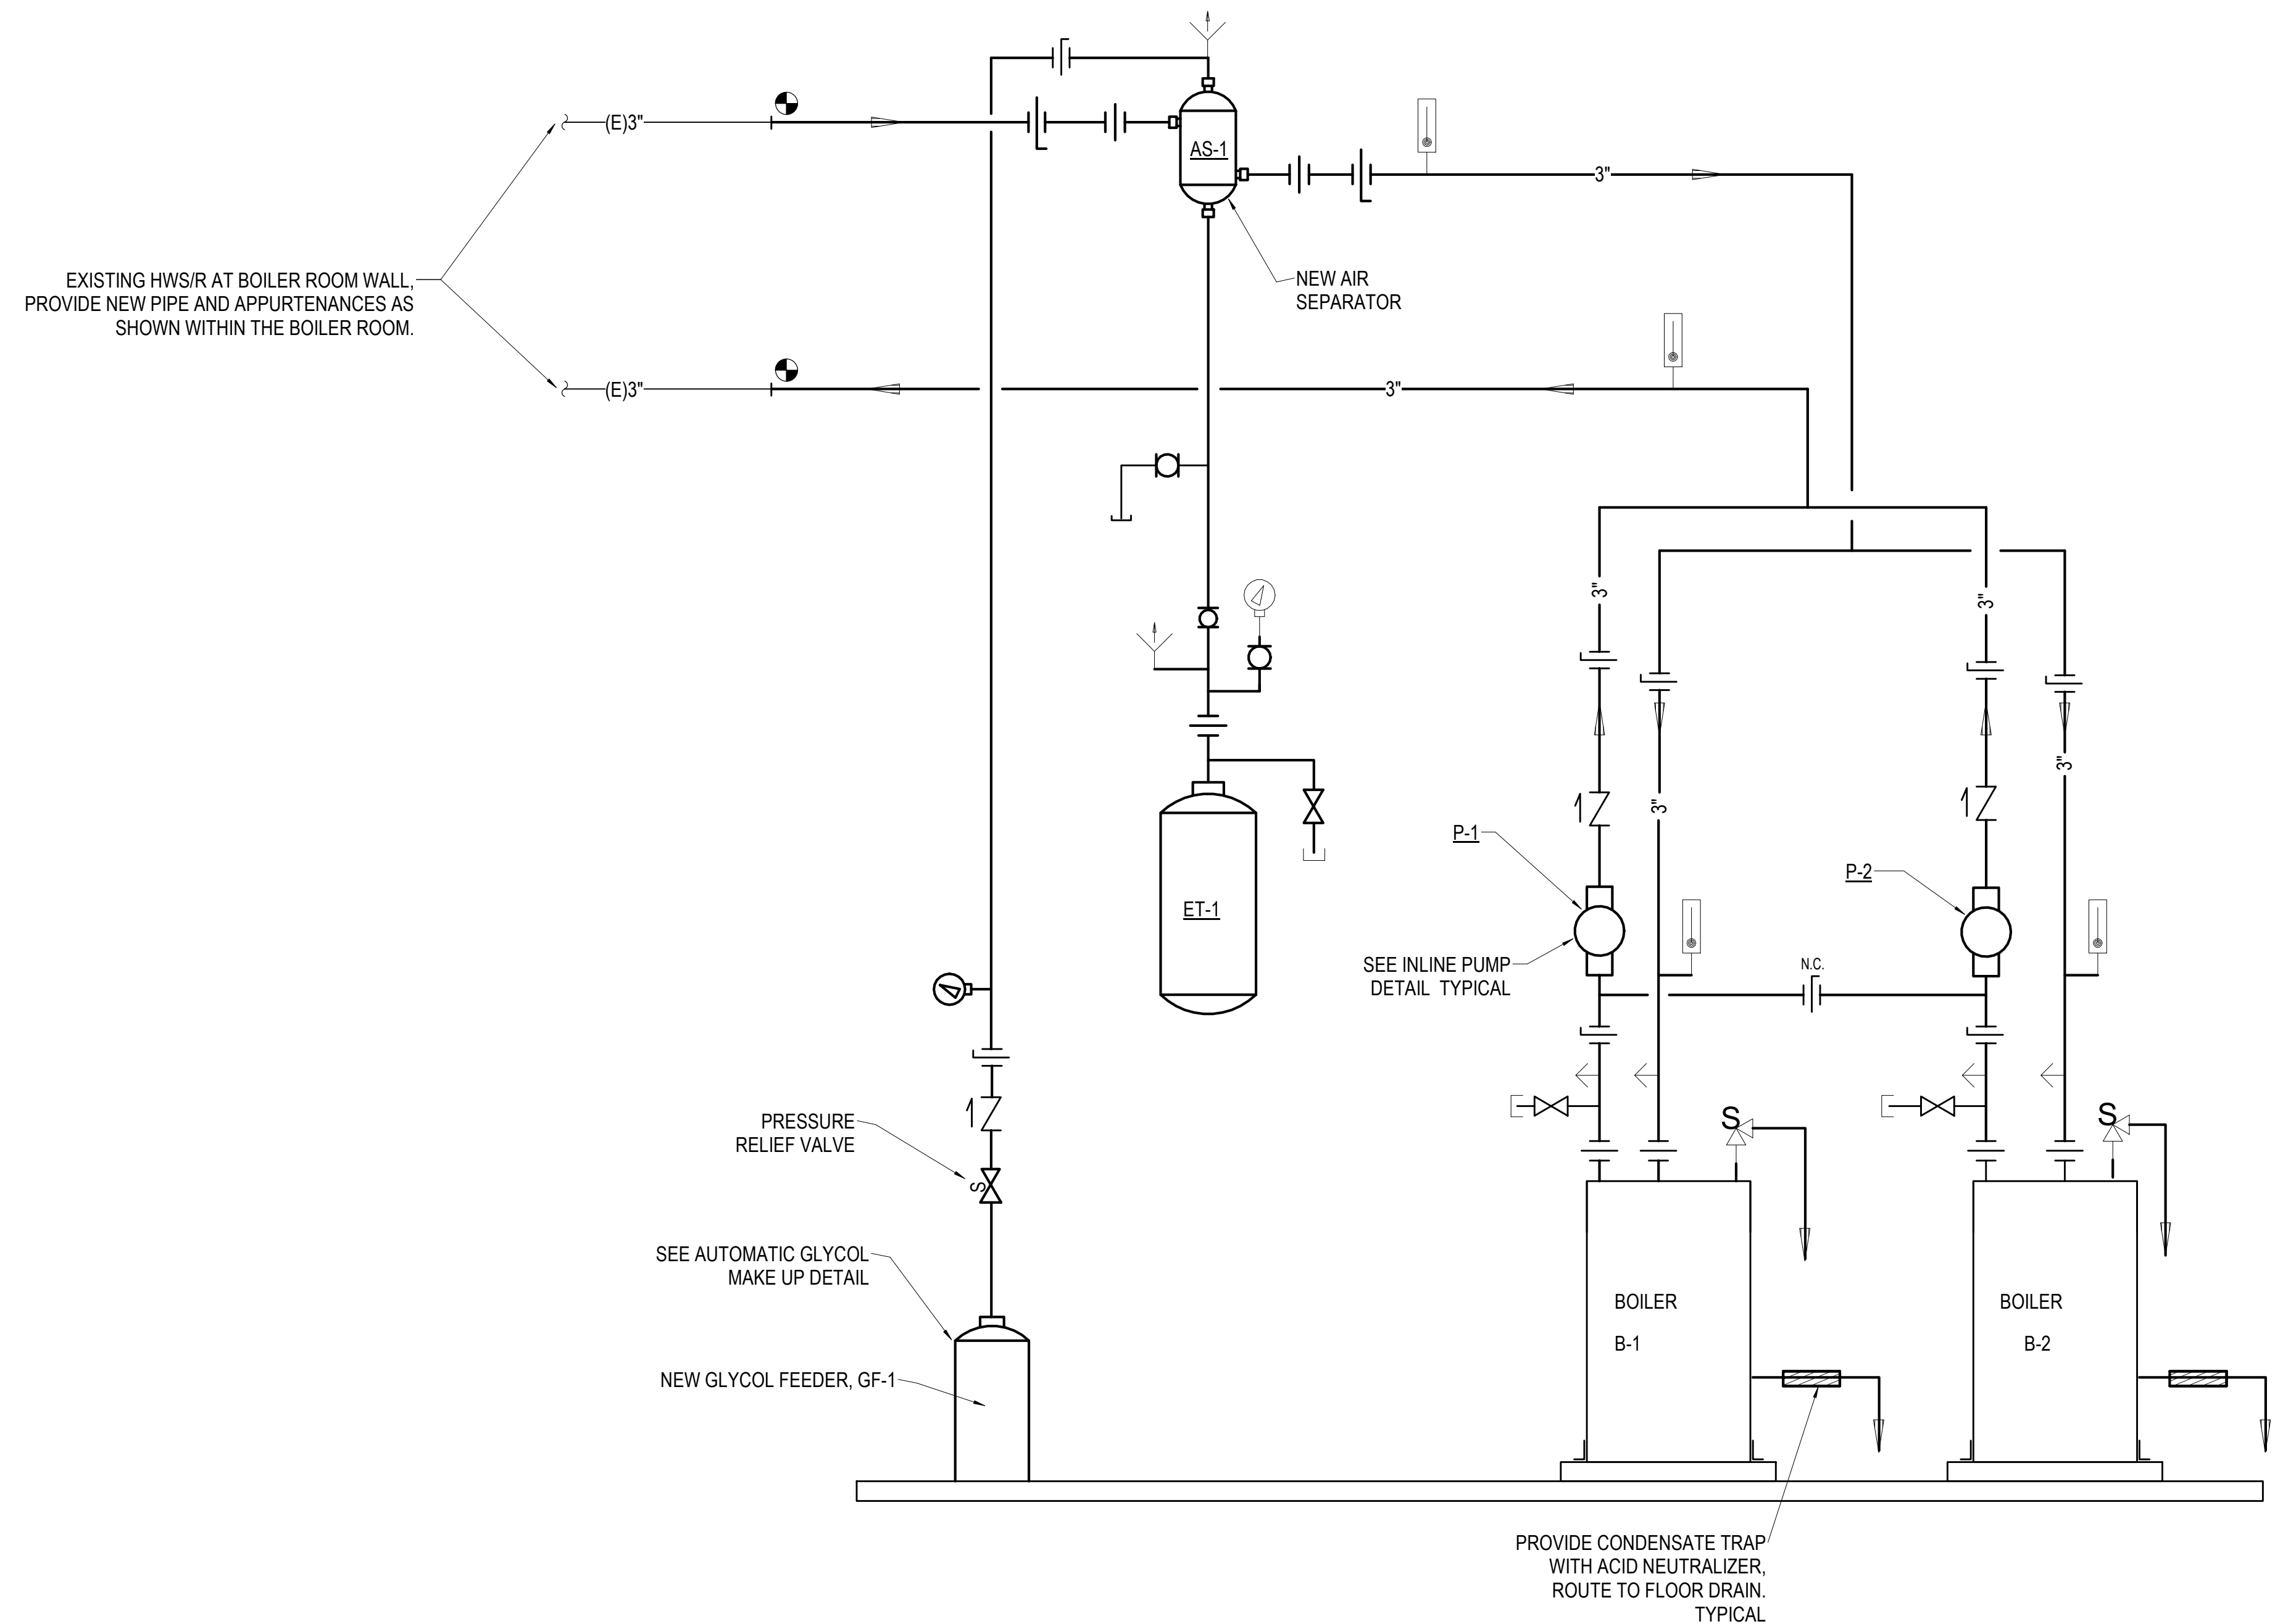 (E)3"
AS-1
3"
EXISTING HWS/R AT BOILER ROOM WALL,
PROVIDE NEW PIPE AND APPURTENANCES AS
SHOWN WITHIN THE BOILER ROOM.
NEW AIR
SEPARATOR
(E)3"
3"
3"
3"
3"
3"
P-1
P-2
ET-1
SEE INLINE PUMP
DETAIL TYPICAL
N.C.
PRESSURE
RELIEF VALVE
S
S
S
SEE AUTOMATIC GLYCOL
MAKE UP DETAIL
BOILER
B-1
BOILER
B-2
NEW GLYCOL FEEDER, GF-1
PROVIDE CONDENSATE TRAP
WITH ACID NEUTRALIZER,
ROUTE TO FLOOR DRAIN.
TYPICAL